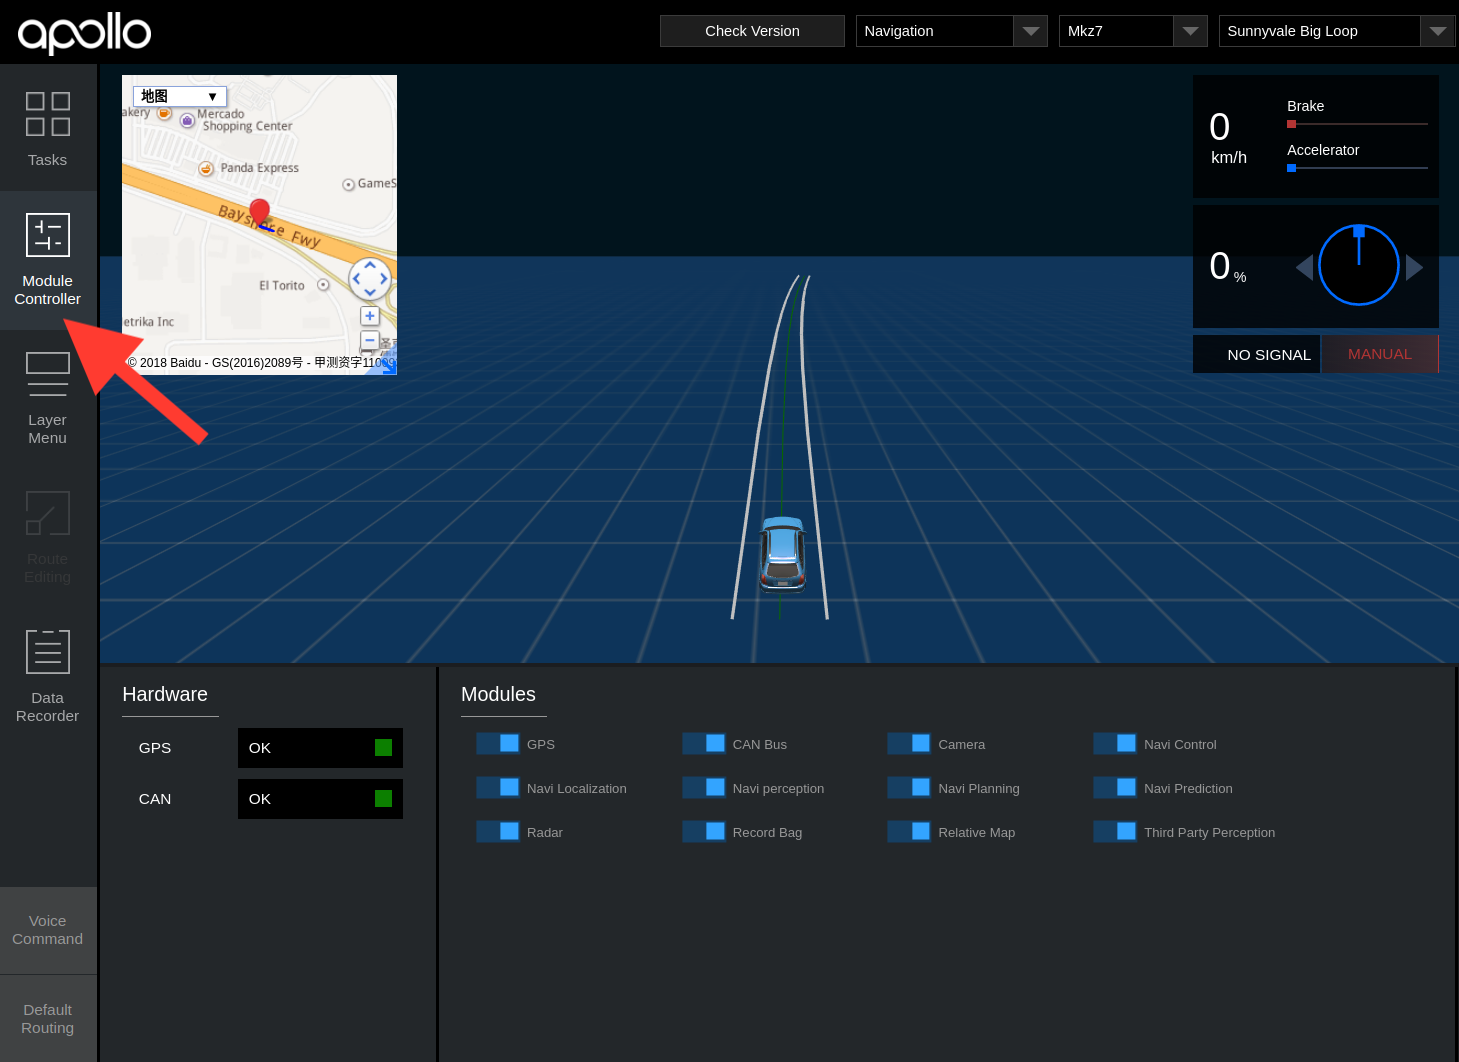 apollo
Check Version
Navigation
Mkz7
Sunnyvale Big Loop
Tasks
Module
Controller
Layer
Menu
Route
Editing
Data
Recorder
Voice
Command
Default
Routing
地图 ▼
akery
Mercado
Shopping Center
Panda Express
GameS
Bayshore Fwy
El Torito
etrika Inc
+
−
© 2018 Baidu - GS(2016)2089号 - 甲测资字1100
0
km/h
Brake
Accelerator
0 %
NO SIGNAL
MANUAL
Hardware
GPS OK
CAN OK
Modules
GPS CAN Bus Camera Navi Control
Navi Localization Navi perception Navi Planning Navi Prediction
Radar Record Bag Relative Map Third Party Perception